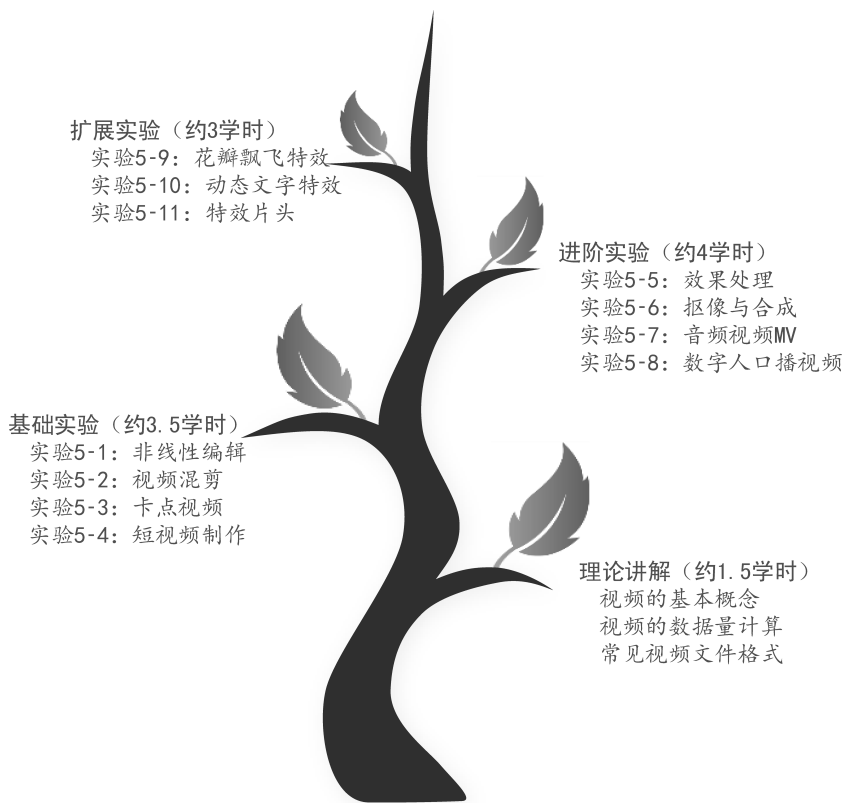 扩展实验（约3学时）
实验5-9：花瓣飘飞特效
实验5-10：动态文字特效
实验5-11：特效片头
进阶实验（约4学时）
实验5-5：效果处理
实验5-6：抠像与合成
实验5-7：音频视频MV
实验5-8：数字人口播视频
基础实验（约3.5学时）
实验5-1：非线性编辑
实验5-2：视频混剪
实验5-3：卡点视频
实验5-4：短视频制作
理论讲解（约1.5学时）
视频的基本概念
视频的数据量计算
常见视频文件格式